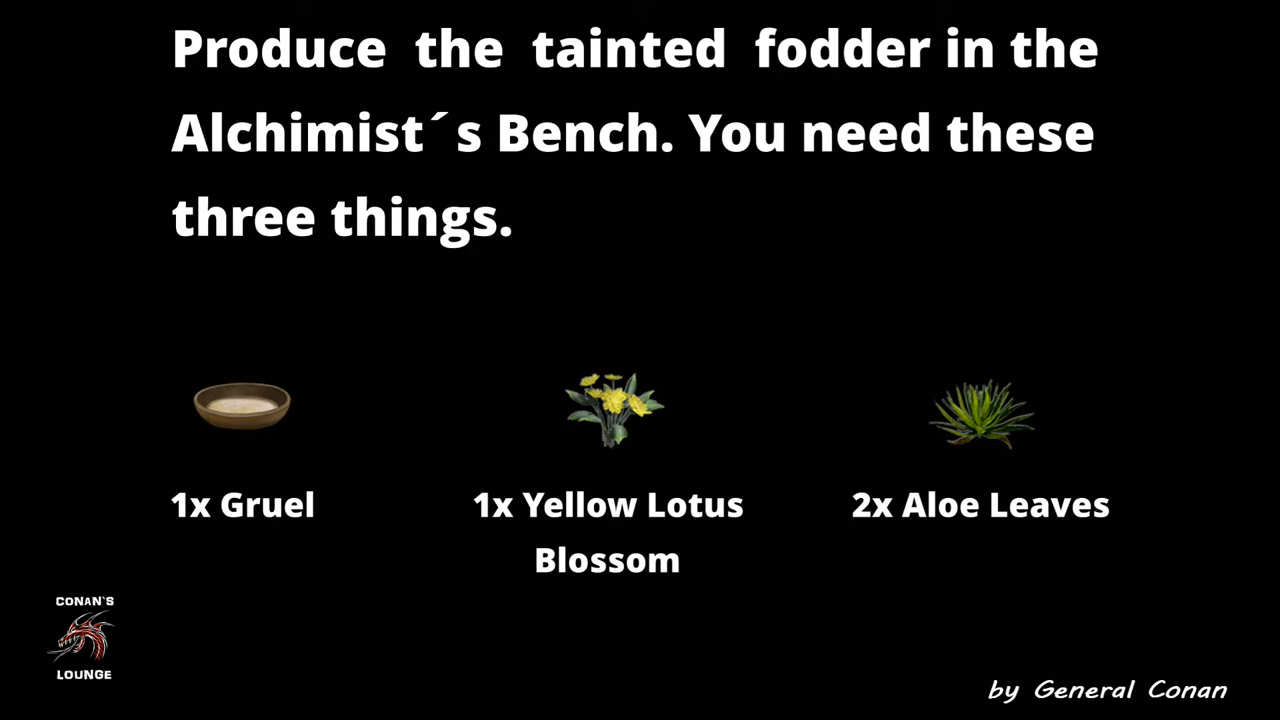 Produce the tainted fodder in the
Alchimist´s Bench. You need these
three things.
1x Gruel
1x Yellow Lotus
Blossom
2x Aloe Leaves
CONAN`S
LOUNGE
by General Conan